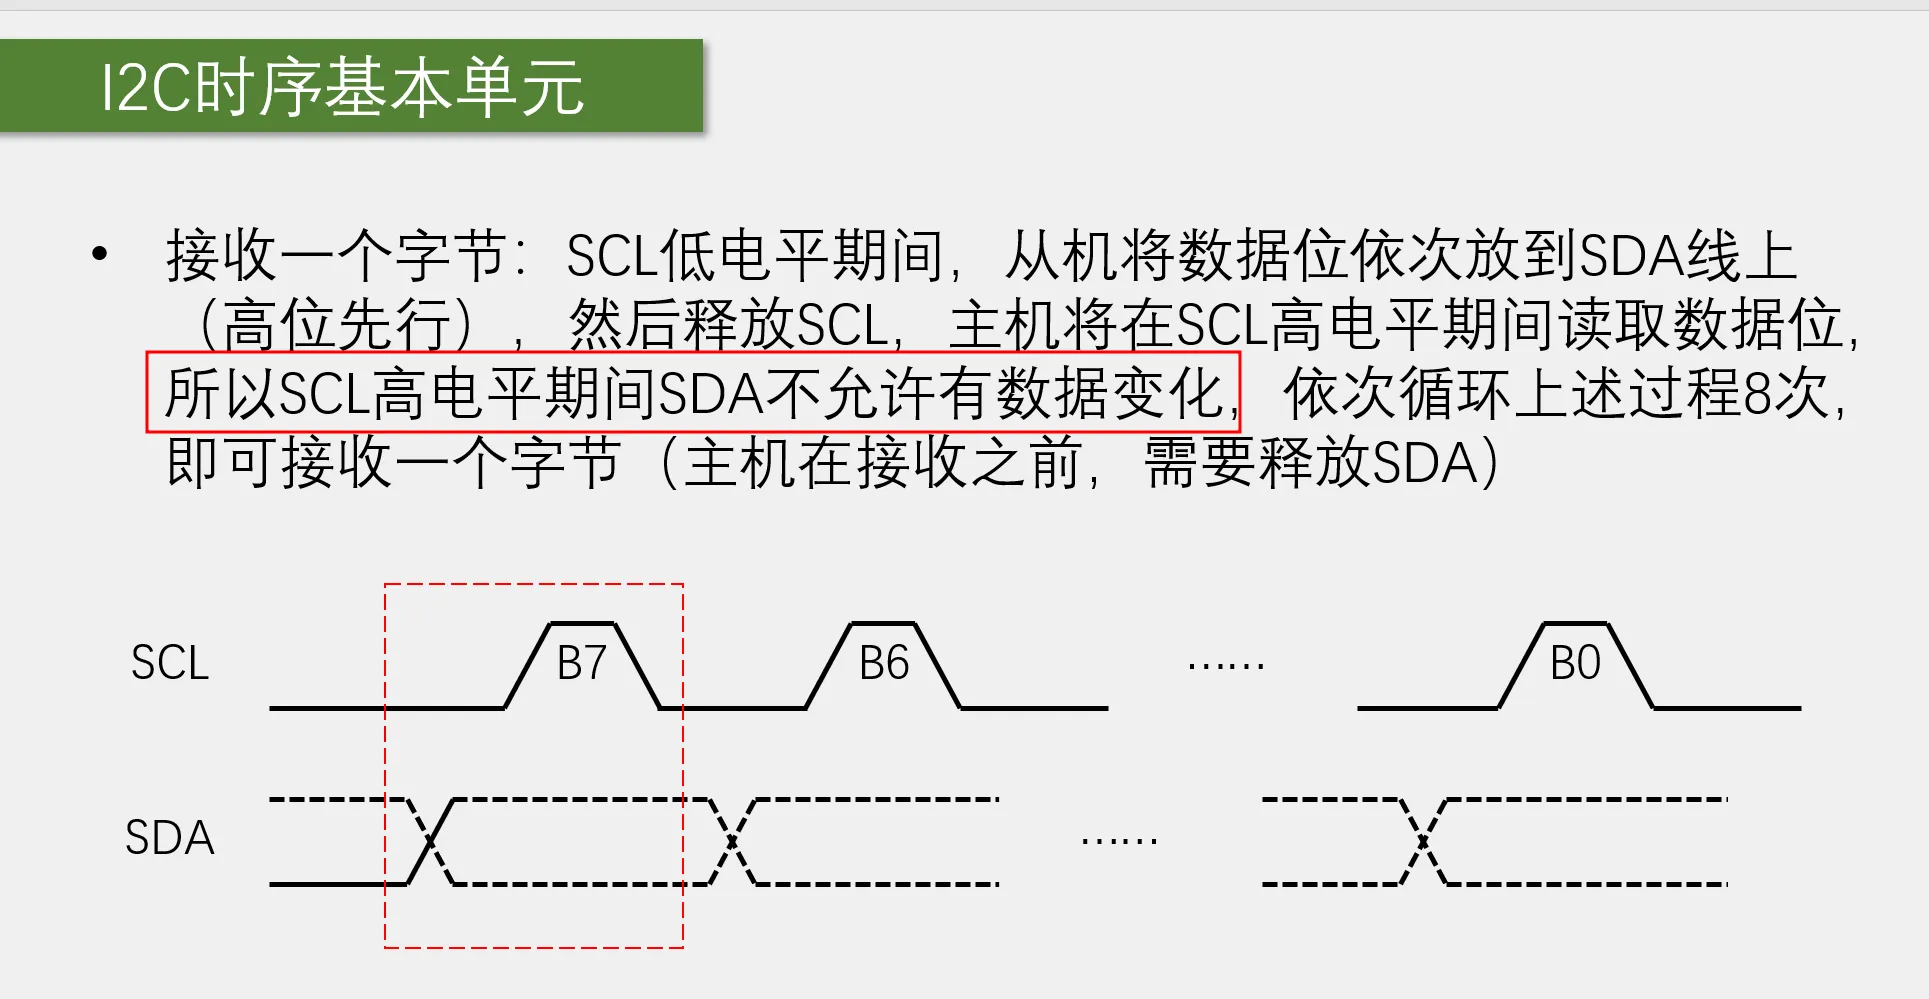 I2C时序基本单元
• 接收一个字节：SCL低电平期间，从机将数据位依次放到SDA线上
（高位先行），然后释放SCL，主机将在SCL高电平期间读取数据位，
所以SCL高电平期间SDA不允许有数据变化，依次循环上述过程8次，
即可接收一个字节（主机在接收之前，需要释放SDA）
SCL B7 B6 …… B0
SDA ……